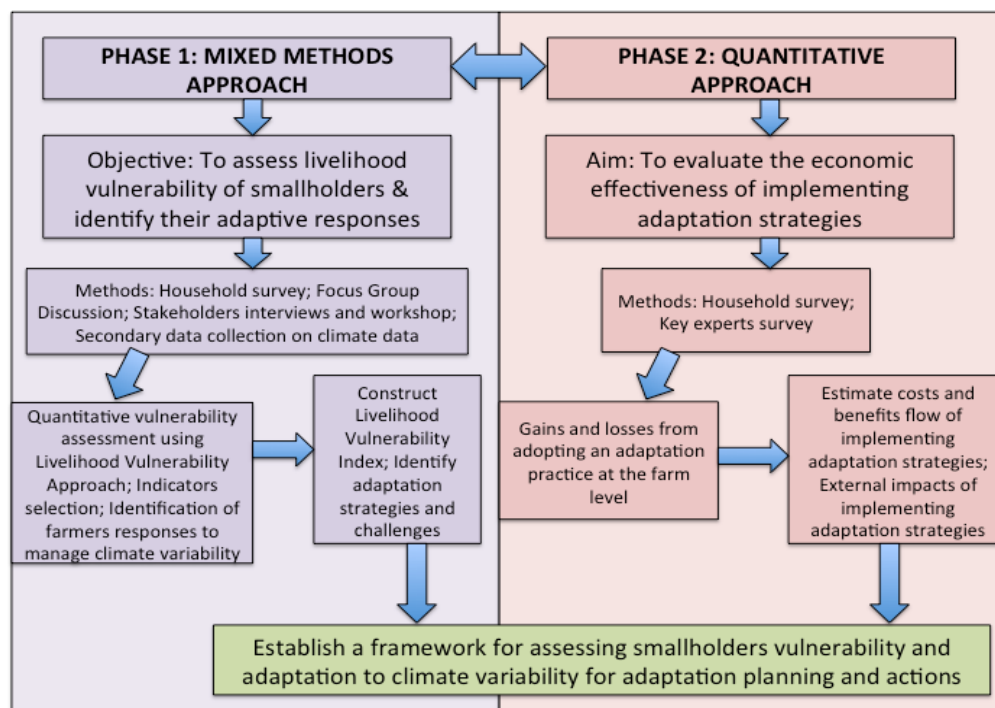 PHASE 1: MIXED METHODS
APPROACH
Objective: To assess livelihood
vulnerability of smallholders &
identify their adaptive responses
Methods: Household survey; Focus Group
Discussion; Stakeholders interviews and workshop;
Secondary data collection on climate data
Quantitative vulnerability
assessment using
Livelihood Vulnerability
Approach; Indicators
selection; Identification of
farmers responses to
manage climate variability
Construct
Livelihood
Vulnerability
Index; Identify
adaptation
strategies and
challenges
PHASE 2: QUANTITATIVE
APPROACH
Aim: To evaluate the economic
effectiveness of implementing
adaptation strategies
Methods: Household survey;
Key experts survey
Gains and losses from
adopting an adaptation
practice at the farm
level
Estimate costs and
benefits flow of
implementing
adaptation strategies;
External impacts of
implementing
adaptation strategies
Establish a framework for assessing smallholders vulnerability and
adaptation to climate variability for adaptation planning and actions